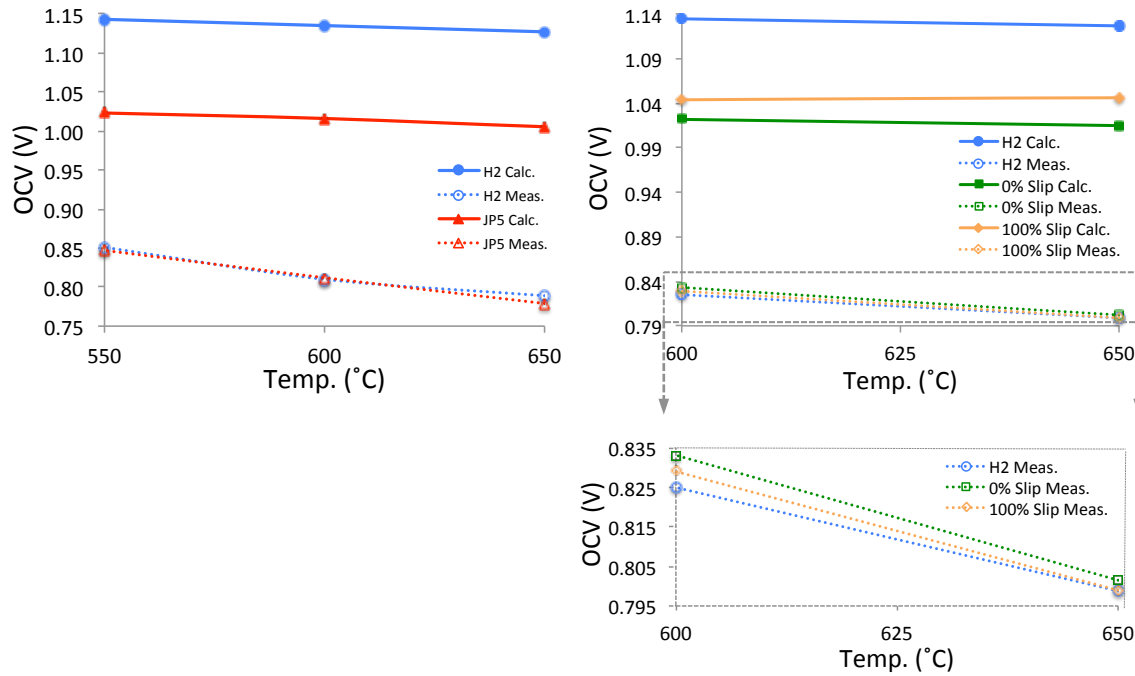 1.15
1.10
1.05
1.00
0.95
0.90
0.85
0.80
0.75
OCV (V)
H2 Calc.
H2 Meas.
JP5 Calc.
JP5 Meas.
550
600
650
Temp. (˚C)
1.14
1.09
1.04
0.99
0.94
0.89
0.84
0.79
OCV (V)
H2 Calc.
H2 Meas.
0% Slip Calc.
0% Slip Meas.
100% Slip Calc.
100% Slip Meas.
600
625
650
Temp. (˚C)
0.835
0.825
0.815
0.805
0.795
OCV (V)
H2 Meas.
0% Slip Meas.
100% Slip Meas.
600
625
650
Temp. (˚C)